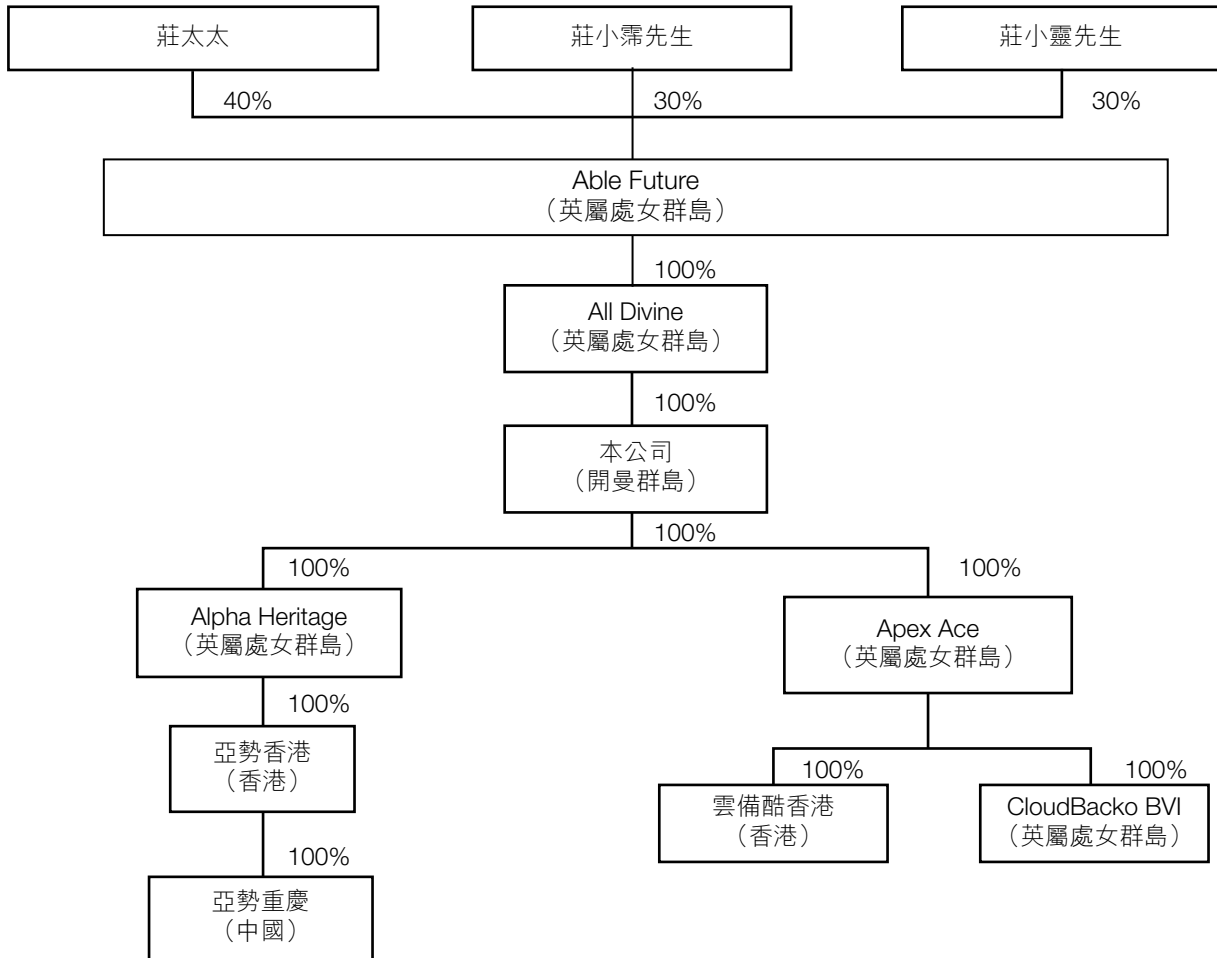 莊太太
莊小霈先生
莊小靈先生
40%
30%
30%
Able Future
（英屬處女群島）
100%
All Divine
（英屬處女群島）
100%
本公司
（開曼群島）
100%
100%
100%
Alpha Heritage
（英屬處女群島）
Apex Ace
（英屬處女群島）
100%
亞勢香港
（香港）
100%
100%
雲備酷香港
（香港）
CloudBacko BVI
（英屬處女群島）
100%
亞勢重慶
（中國）